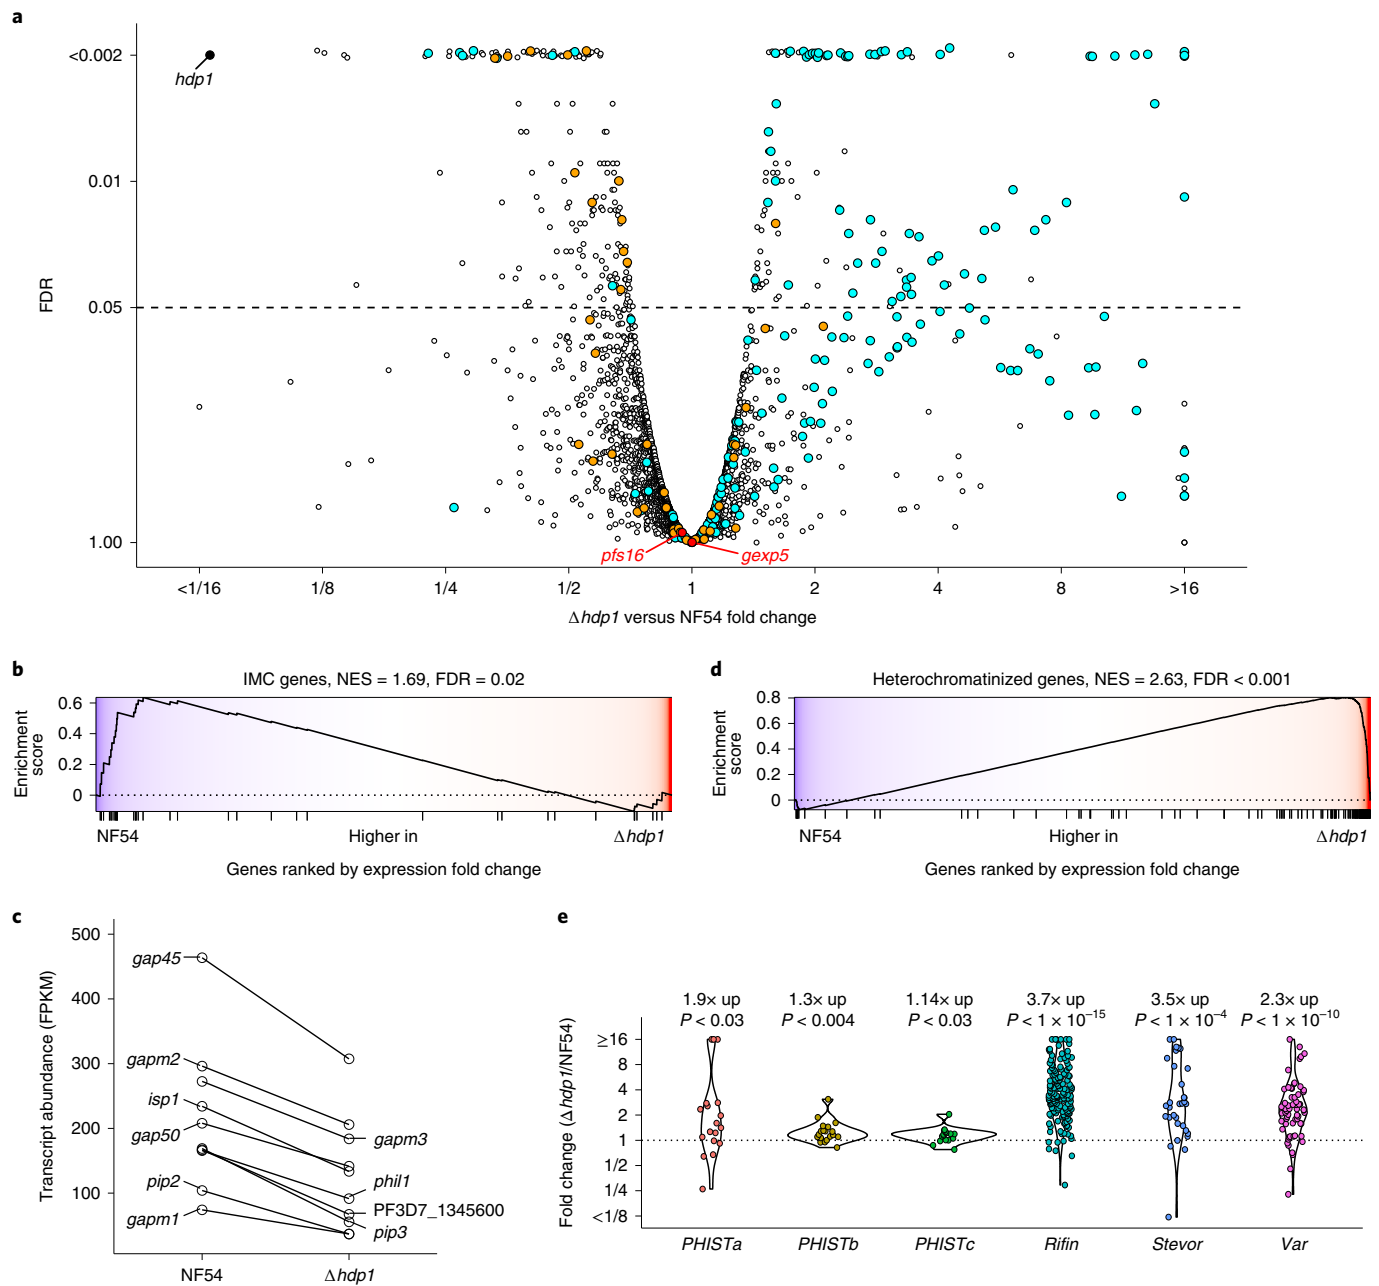 a
<0.002
hdp1
0.01
FDR
0.05
1.00
pfs16
gexp5
<1/16
1/8
1/4
1/2
1
2
4
8
>16
Δhdp1 versus NF54 fold change
b
IMC genes, NES = 1.69, FDR = 0.02
Enrichment
score
0.6
0.4
0.2
0
NF54
Higher in
Δhdp1
Genes ranked by expression fold change
d
Heterochromatinized genes, NES = 2.63, FDR < 0.001
Enrichment
score
0.8
0.6
0.4
0.2
0
NF54
Higher in
Δhdp1
Genes ranked by expression fold change
c
Transcript abundance (FPKM)
500
400
300
200
100
gap45
gapm2
isp1
gap50
pip2
gapm1
gapm3
phil1
PF3D7_1345600
pip3
NF54
Δhdp1
e
1.9× up
P < 0.03
1.3× up
P < 0.004
1.14× up
P < 0.03
3.7× up
P < 1 × 10⁻¹⁵
3.5× up
P < 1 × 10⁻⁴
2.3× up
P < 1 × 10⁻¹⁰
Fold change (Δhdp1/NF54)
≥16
8
4
2
1
1/2
1/4
<1/8
PHISTa
PHISTb
PHISTc
Rifin
Stevor
Var